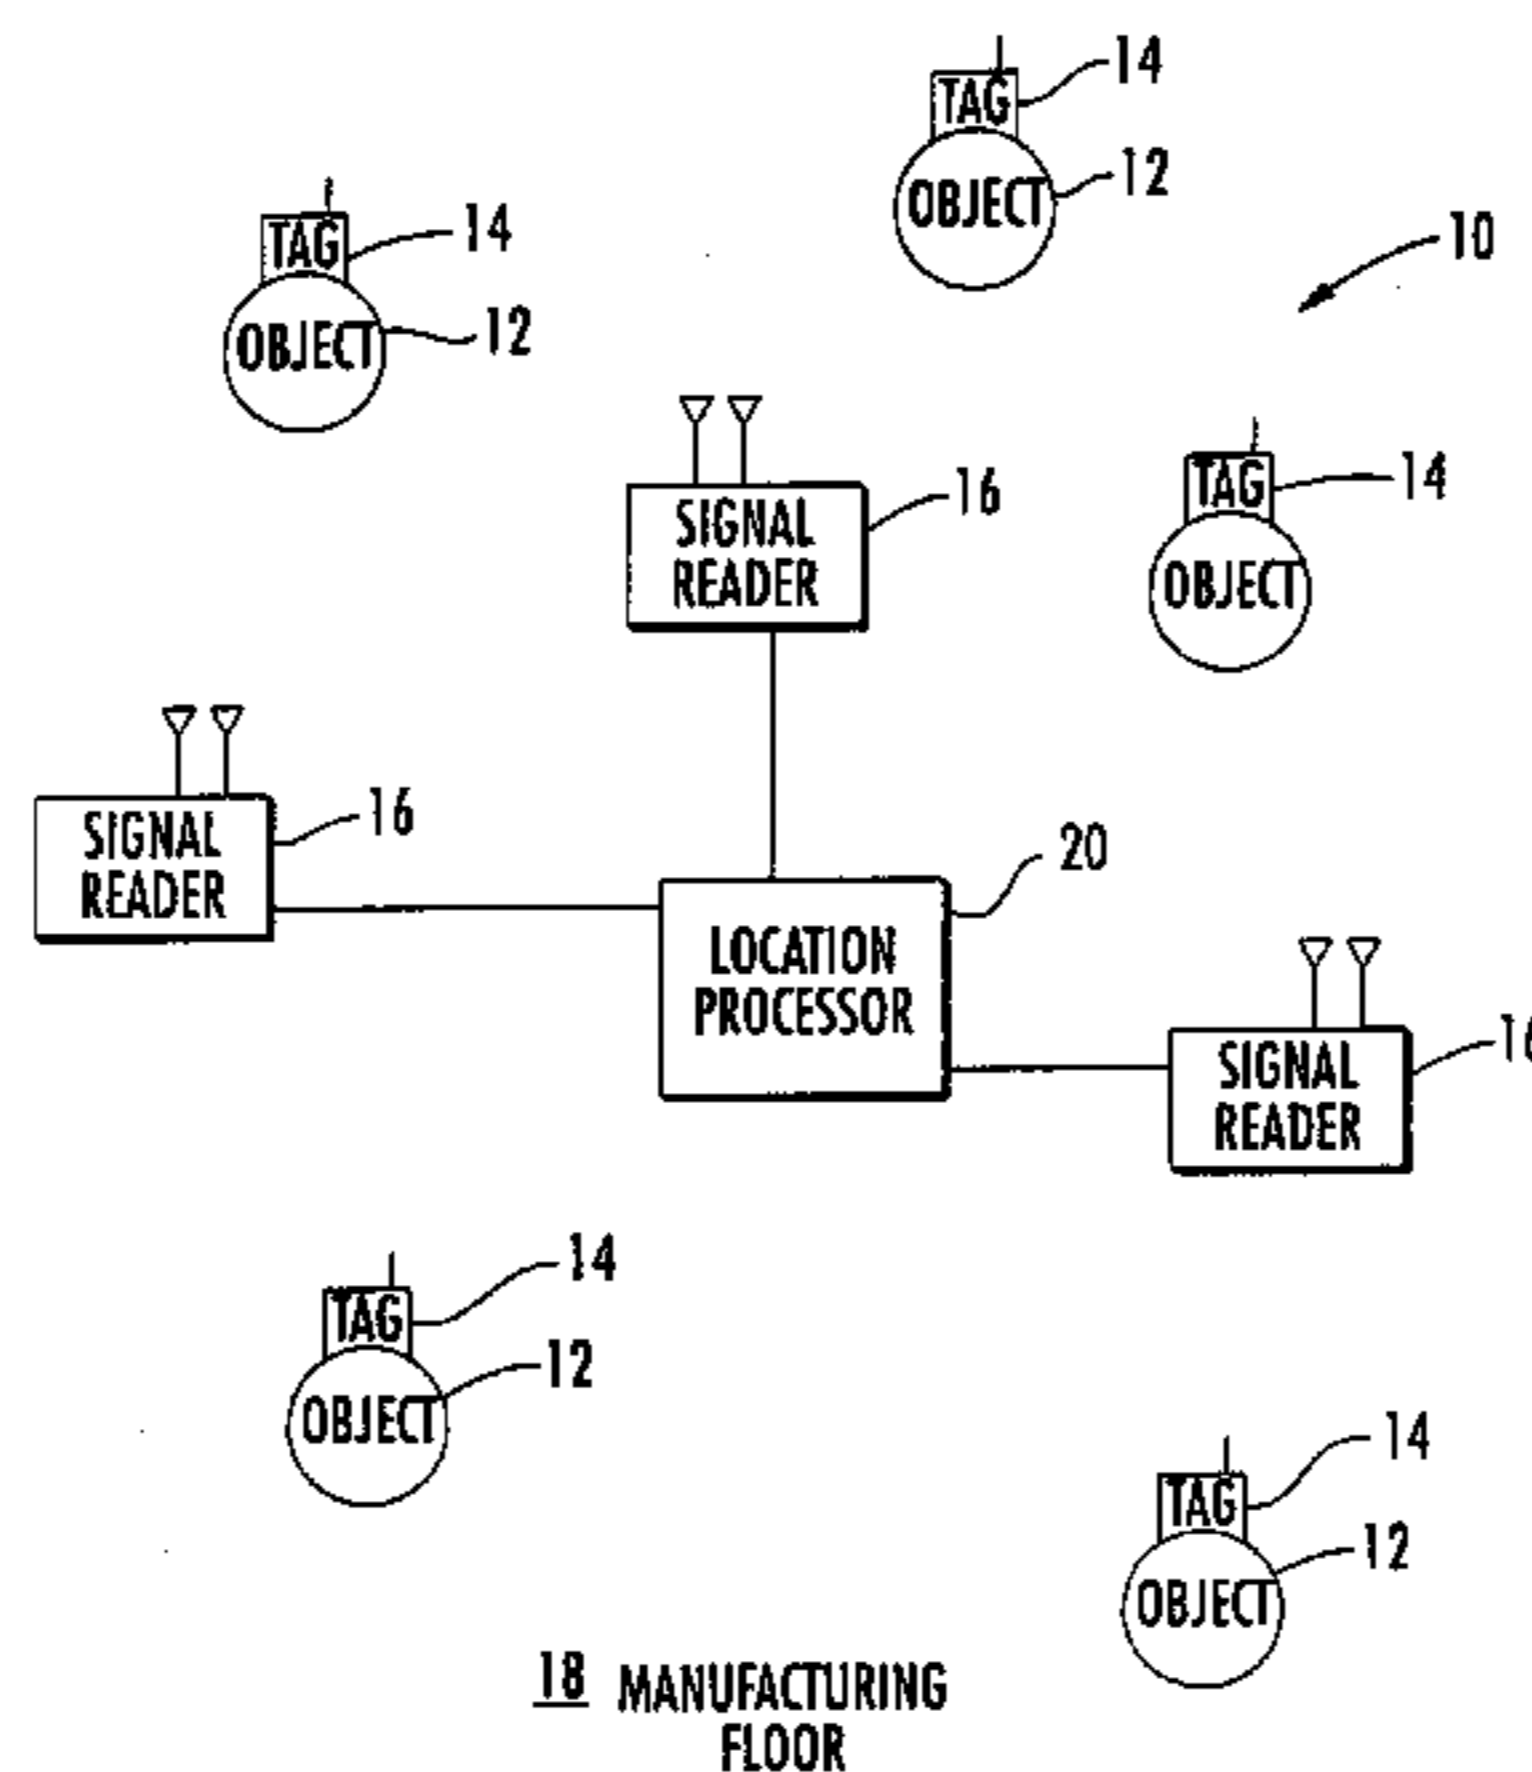 14
TAG
12
OBJECT
14
TAG
10
12
OBJECT
14
TAG
16
SIGNAL
READER
OBJECT
16
SIGNAL
READER
20
LOCATION
PROCESSOR
SIGNAL
READER
14
TAG
12
OBJECT
14
TAG
12
OBJECT
18 MANUFACTURING
FLOOR